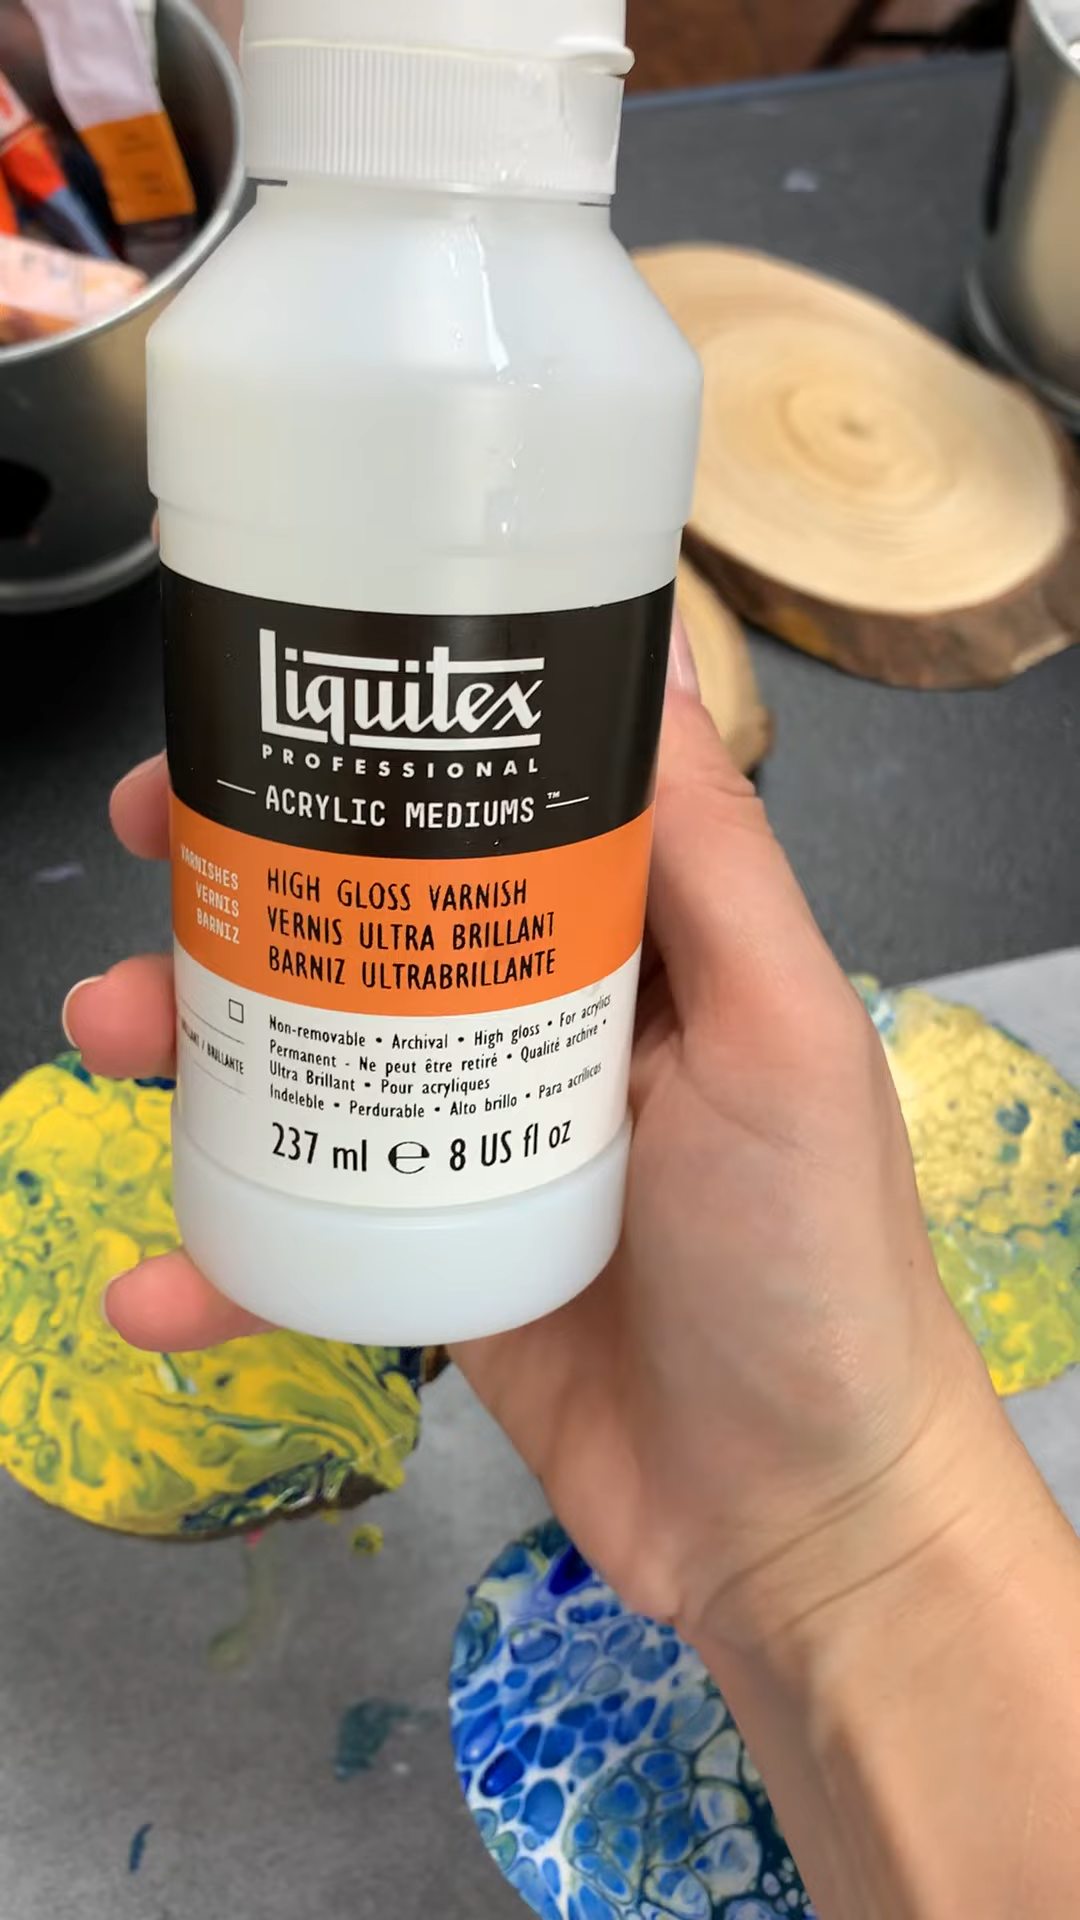 Liquitex
PROFESSIONAL
ACRYLIC MEDIUMS™
VARNISHES
VERNIS
BARNIZ
HIGH GLOSS VARNISH
VERNIS ULTRA BRILLANT
BARNIZ ULTRABRILLANTE
/ BRILLANTE
Non-removable • Archival • High gloss • For acrylics
Permanent - Ne peut être retiré • Qualité archive •
Ultra Brillant • Pour acryliques
Indeleble • Perdurable • Alto brillo • Para acrílicos
237 ml ℮ 8 US fl oz